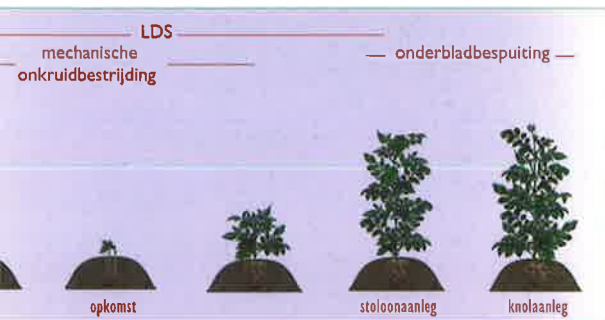 LDS
mechanische
onkruidbestrijding
onderbladbespuiting
opkomst
stoloonaanleg
knolaanleg